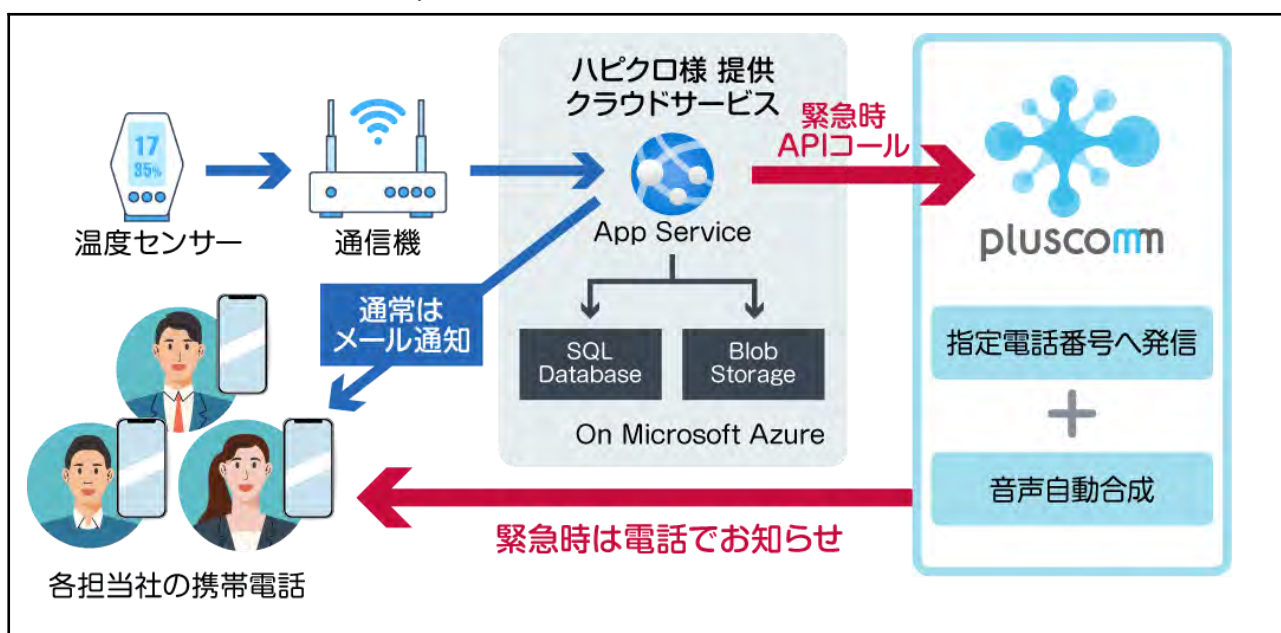 ハピクロ様 提供
クラウドサービス
緊急時
APIコール
17
35%
温度センサー
通信機
App Service
pluscomm
通常は
メール通知
SQL
Database
Blob
Storage
On Microsoft Azure
指定電話番号へ発信
+
音声自動合成
緊急時は電話でお知らせ
各担当社の携帯電話